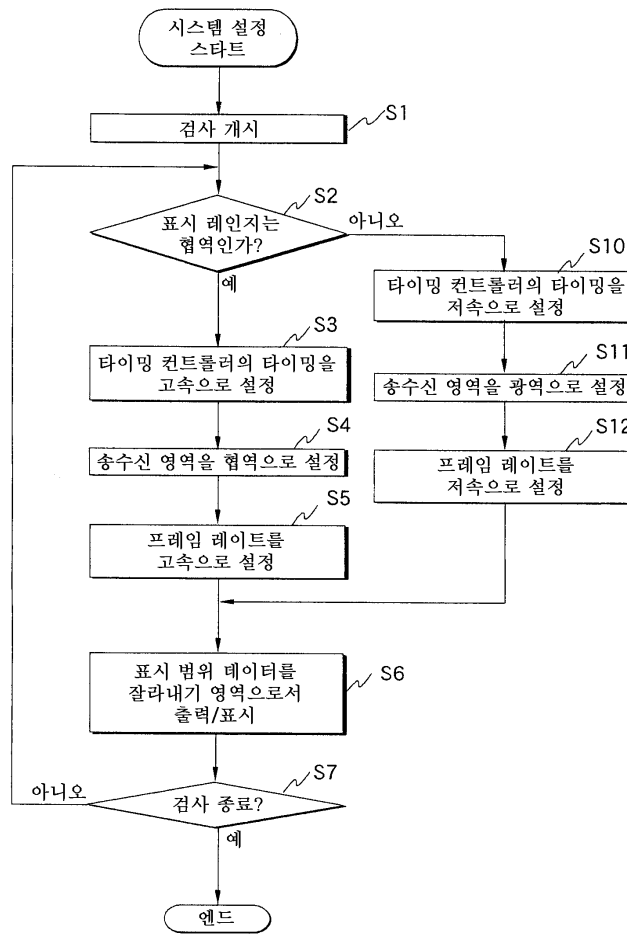 시스템 설정
스타트
S1
검사 개시
S2
표시 레인지는
협역인가?
아니오
예
S10
타이밍 컨트롤러의 타이밍을
저속으로 설정
S3
타이밍 컨트롤러의 타이밍을
고속으로 설정
S11
송수신 영역을 광역으로 설정
S4
송수신 영역을 협역으로 설정
S12
프레임 레이트를
저속으로 설정
S5
프레임 레이트를
고속으로 설정
S6
표시 범위 데이터를
잘라내기 영역으로서
출력/표시
S7
검사 종료?
아니오
예
엔드